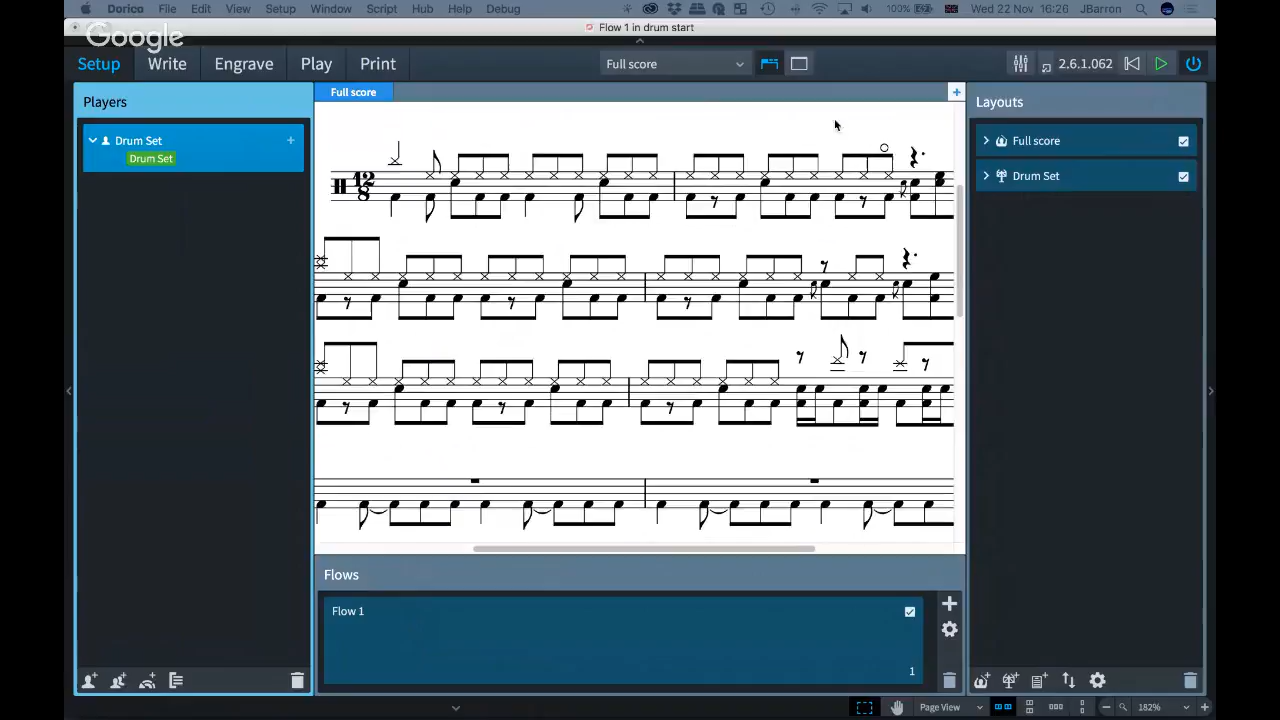 Dorico File Edit View Setup Window Script Hub Help Debug 100% Wed 22 Nov 16:26 JBarron
Flow 1 in drum start
Google
Setup Write Engrave Play Print Full score 2.6.1.062
Players
Full score
Layouts
Drum Set
Drum Set
Full score
Drum Set
12
8
Flows
Flow 1
1
Page View 182%